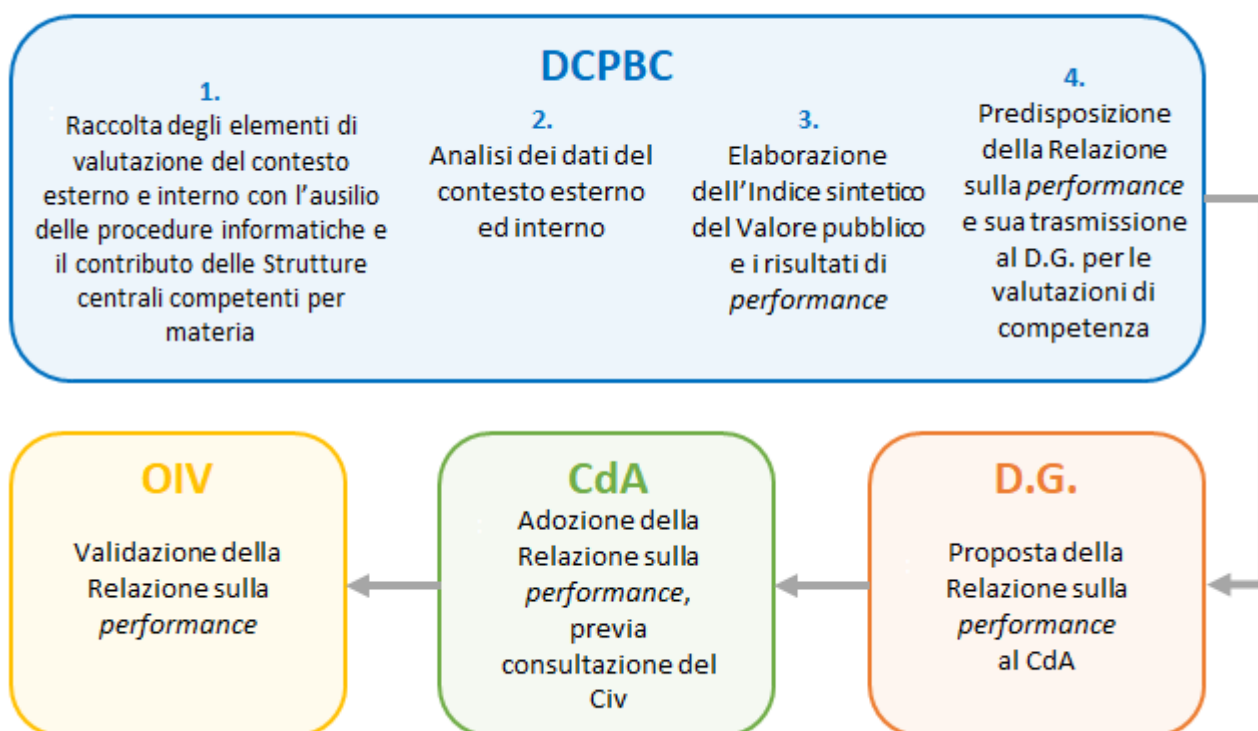 DCPBC
1.
Raccolta degli elementi di
valutazione del contesto
esterno e interno con l’ausilio
delle procedure informatiche e
il contributo delle Strutture
centrali competenti per
materia
2.
Analisi dei dati del
contesto esterno
ed interno
3.
Elaborazione
dell’Indice sintetico
del Valore pubblico
e i risultati di
performance
4.
Predisposizione
della Relazione
sulla performance
e sua trasmissione
al D.G. per le
valutazioni di
competenza
OIV
Validazione della
Relazione sulla
performance
CdA
Adozione della
Relazione sulla
performance,
previa
consultazione del
Civ
D.G.
Proposta della
Relazione sulla
performance
al CdA